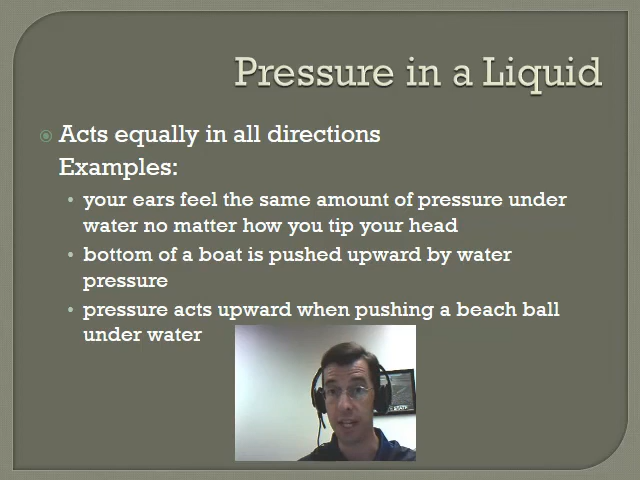 Pressure in a Liquid
Acts equally in all directions
Examples:
your ears feel the same amount of pressure under
water no matter how you tip your head
bottom of a boat is pushed upward by water
pressure
pressure acts upward when pushing a beach ball
under water
STATE